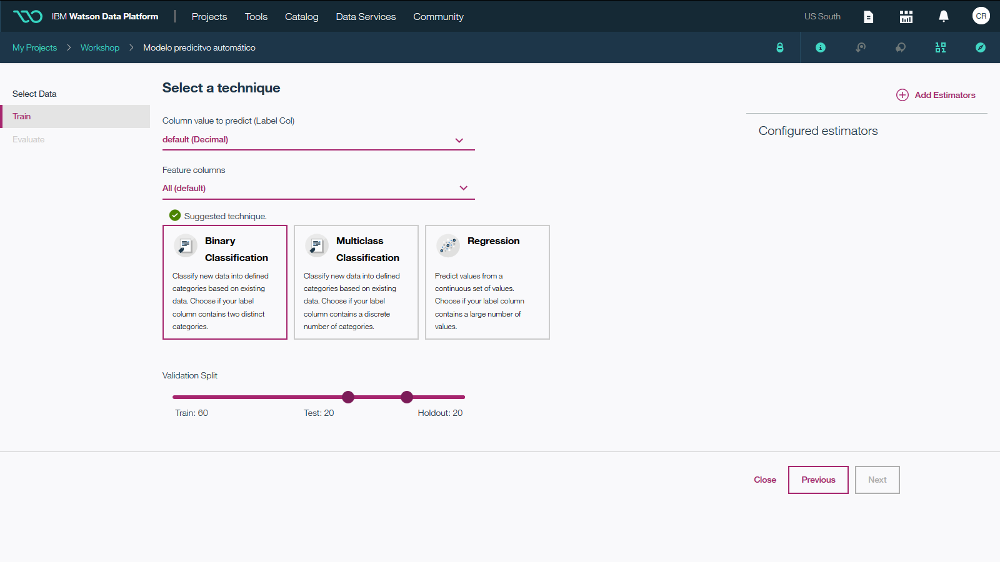 IBM Watson Data Platform | Projects Tools Catalog Data Services Community US South CR
My Projects > Workshop > Modelo predicitvo automático
Select Data
Train
Evaluate
Select a technique
Column value to predict (Label Col)
default (Decimal)
Feature columns
All (default)
Suggested technique.
Binary
Classification
Classify new data into defined
categories based on existing
data. Choose if your label
column contains two distinct
categories.
Multiclass
Classification
Classify new data into defined
categories based on existing
data. Choose if your label
column contains a discrete
number of categories.
Regression
Predict values from a
continuous set of values.
Choose if your label column
contains a large number of
values.
Validation Split
Train: 60 Test: 20 Holdout: 20
Add Estimators
Configured estimators
Close Previous Next